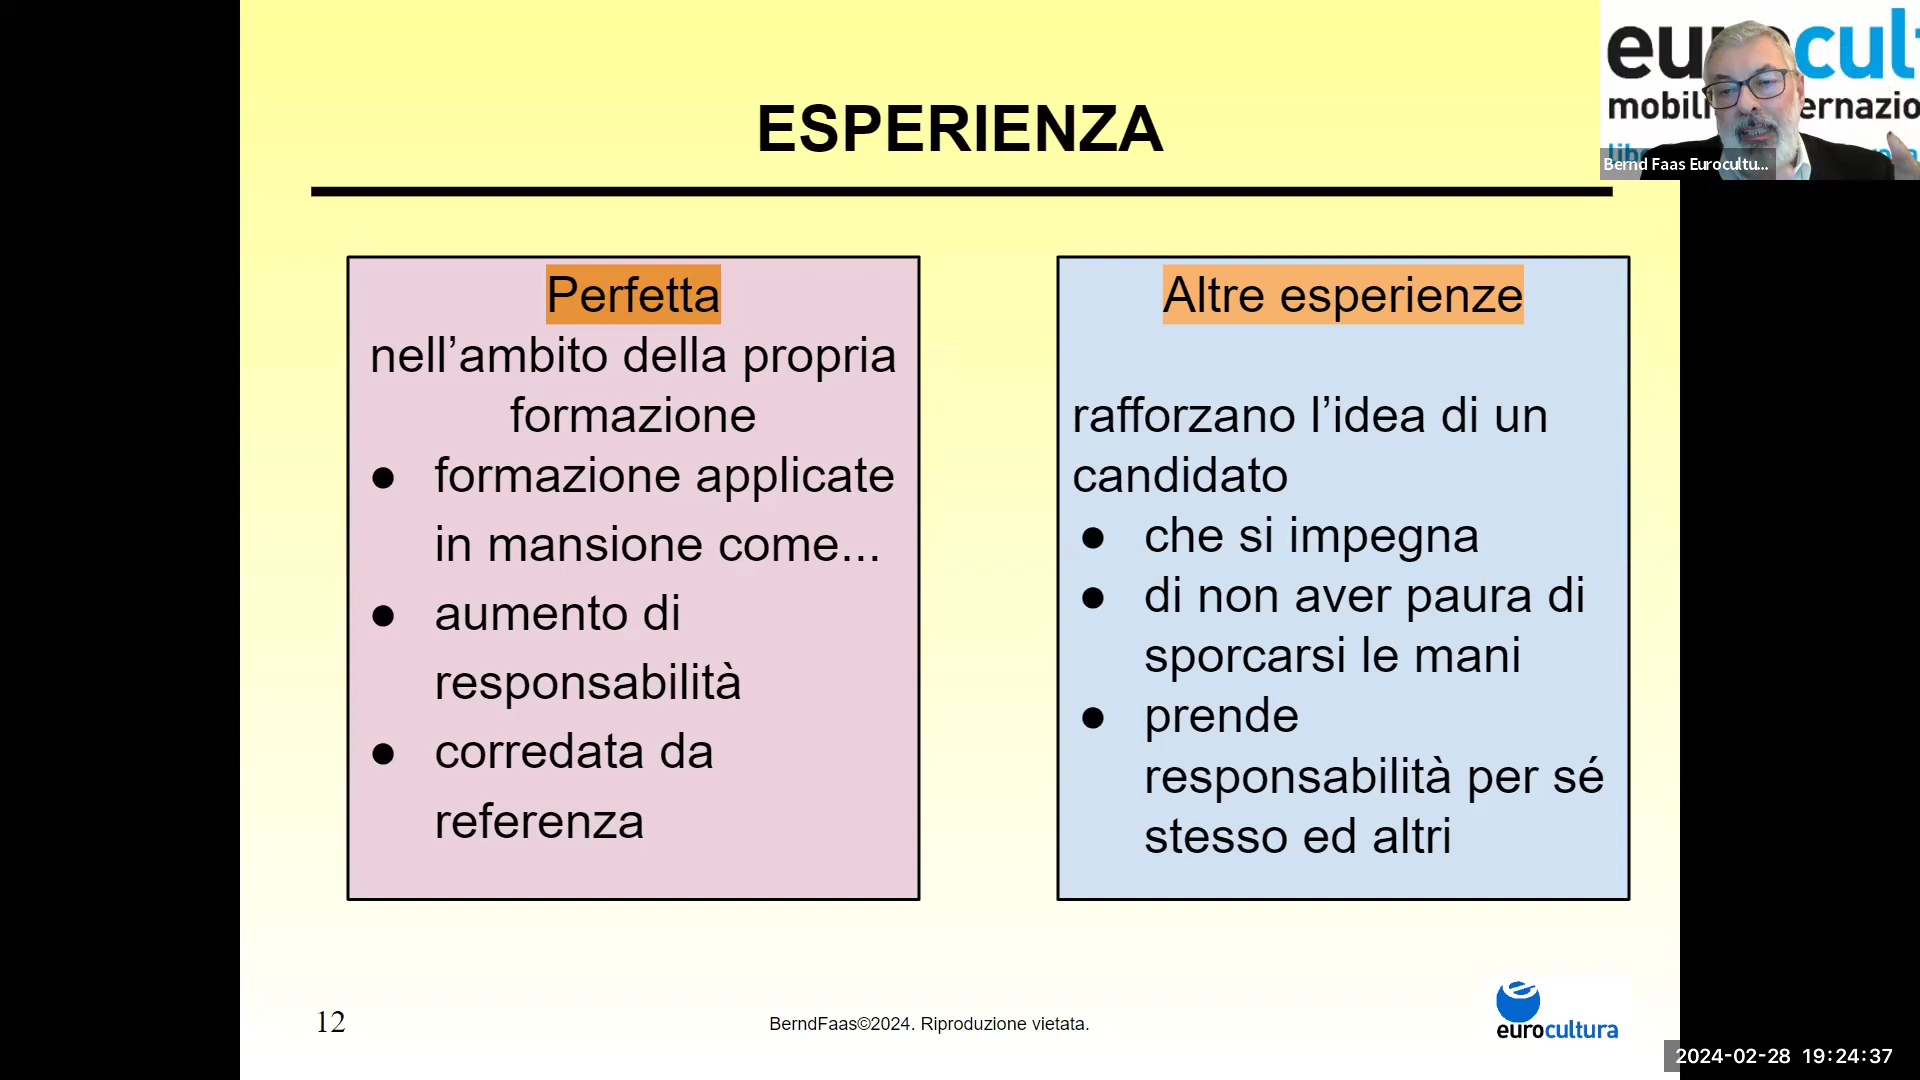 ESPERIENZA
Perfetta
nell’ambito della propria
formazione
● formazione applicate
in mansione come...
● aumento di
responsabilità
● corredata da
referenza
Altre esperienze
rafforzano l’idea di un
candidato
● che si impegna
● di non aver paura di
sporcarsi le mani
● prende
responsabilità per sé
stesso ed altri
12
BerndFaas©2024. Riproduzione vietata.
eurocultura
Bernd Faas Eurocultu...
2024-02-28 19:24:37